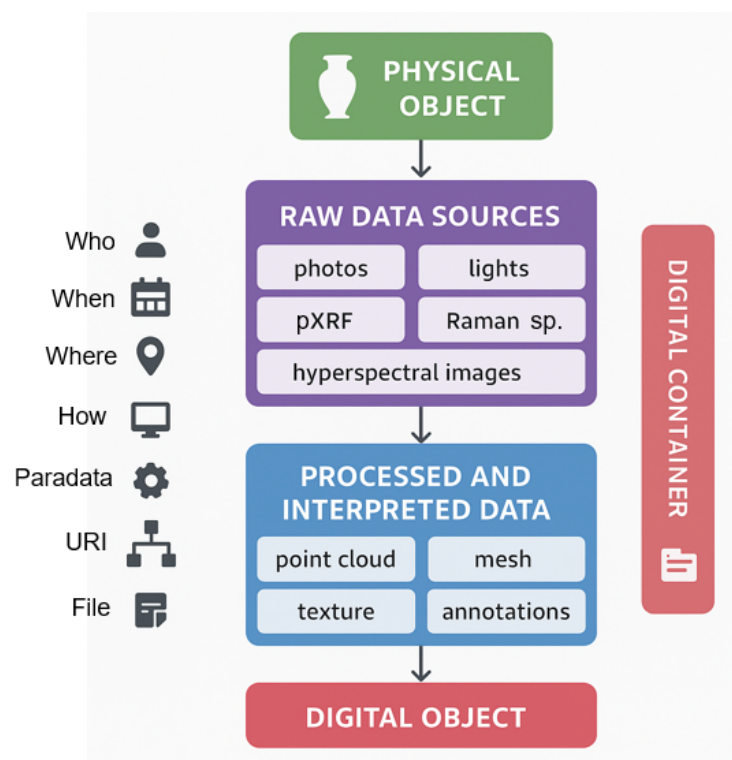 PHYSICAL
OBJECT
RAW DATA SOURCES
photos
lights
pXRF
Raman sp.
hyperspectral images
PROCESSED AND
INTERPRETED DATA
point cloud
mesh
texture
annotations
DIGITAL OBJECT
Who
When
Where
How
Paradata
URI
File
DIGITAL CONTAINER